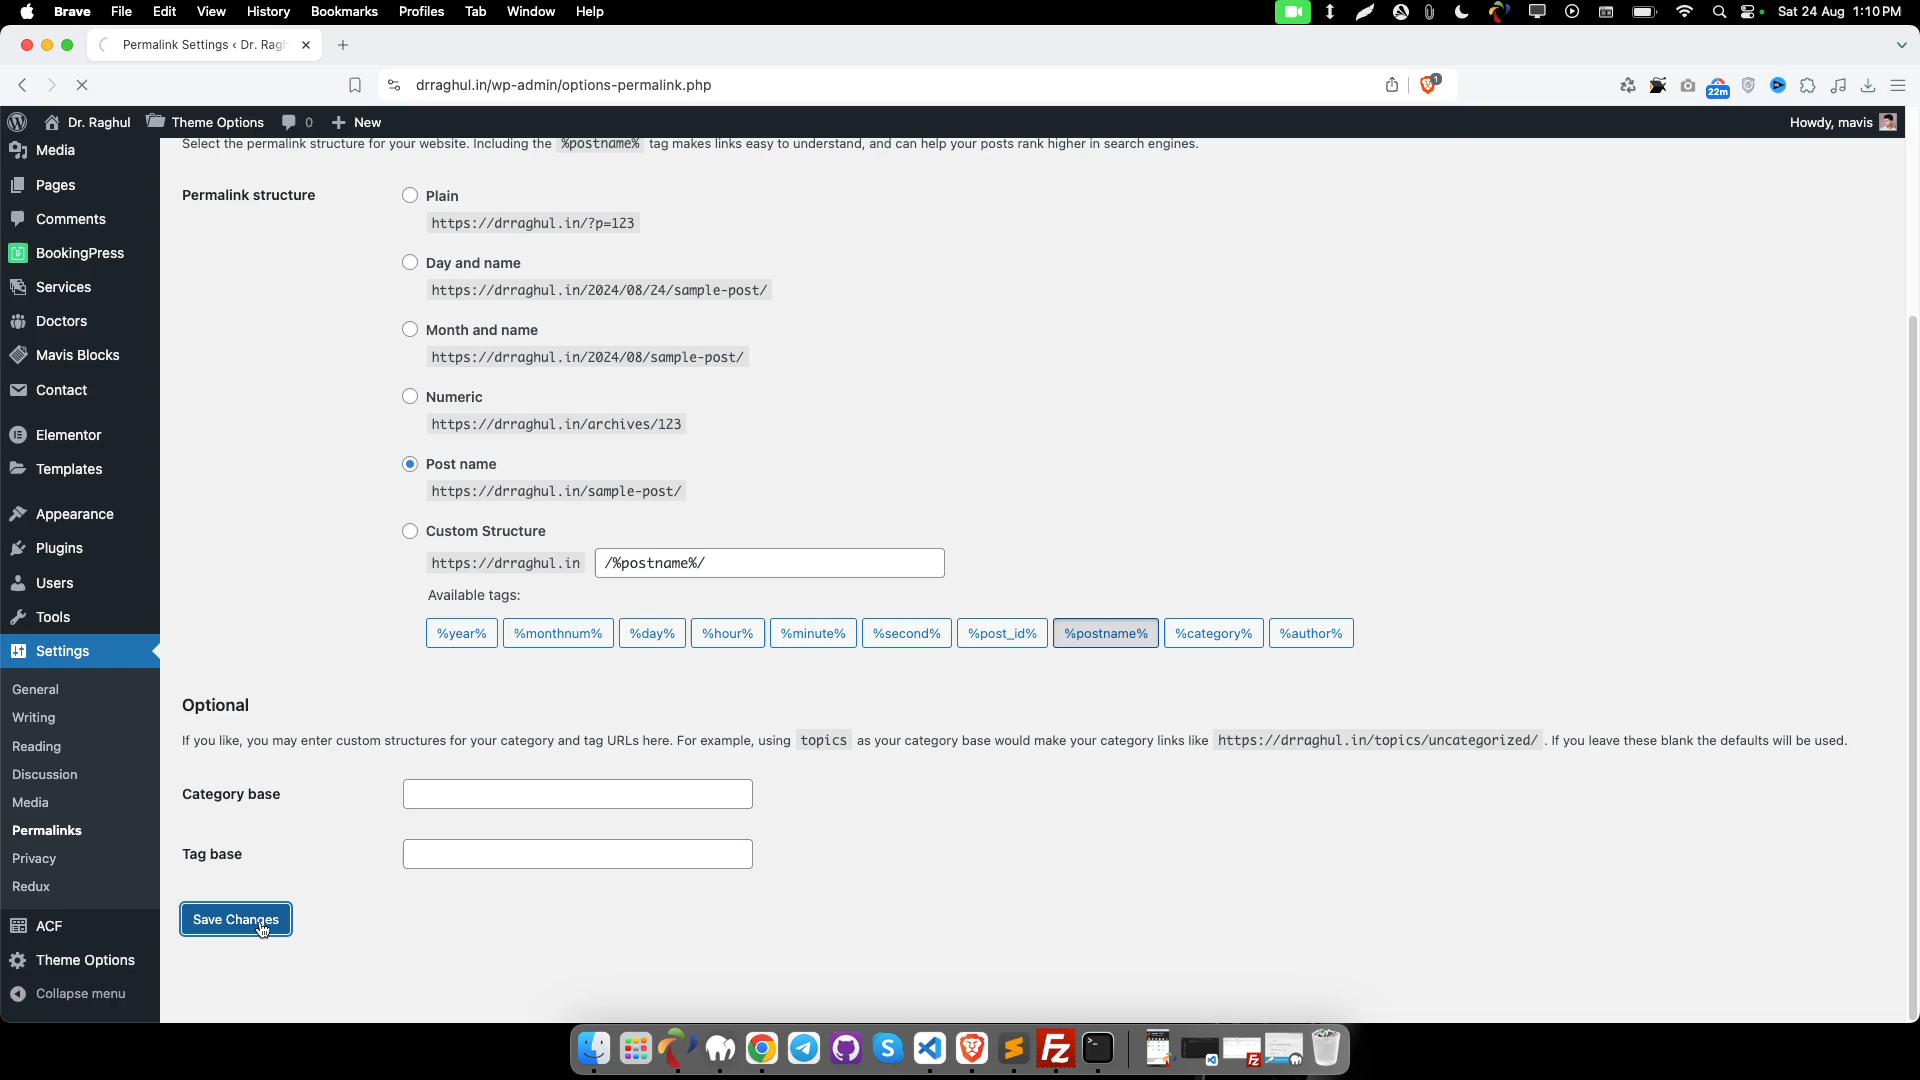 Brave File Edit View History Bookmarks Profiles Tab Window Help Sat 24 Aug 1:10 PM
Permalink Settings ‹ Dr. Ragh
drraghul.in/wp-admin/options-permalink.php 1 22m
Dr. Raghul Theme Options 0 New Howdy, mavis
Media
Pages
Comments
BookingPress
Services
Doctors
Mavis Blocks
Contact
Elementor
Templates
Appearance
Plugins
Users
Tools
Settings
General
Writing
Reading
Discussion
Media
Permalinks
Privacy
Redux
ACF
Theme Options
Collapse menu
Select the permalink structure for your website. Including the %postname% tag makes links easy to understand, and can help your posts rank higher in search engines.
Permalink structure
Plain
https://drraghul.in/?p=123
Day and name
https://drraghul.in/2024/08/24/sample-post/
Month and name
https://drraghul.in/2024/08/sample-post/
Numeric
https://drraghul.in/archives/123
Post name
https://drraghul.in/sample-post/
Custom Structure
https://drraghul.in /%postname%/
Available tags:
%year% %monthnum% %day% %hour% %minute% %second% %post_id% %postname% %category% %author%
Optional
If you like, you may enter custom structures for your category and tag URLs here. For example, using topics as your category base would make your category links like https://drraghul.in/topics/uncategorized/ . If you leave these blank the defaults will be used.
Category base
Tag base
Save Changes